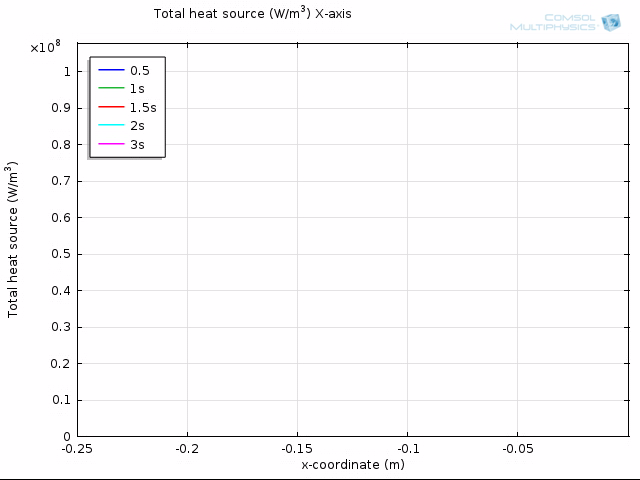 Total heat source (W/m³) X-axis
COMSOL
MULTIPHYSICS
×10⁸
1
0.9
0.8
0.7
0.6
0.5
0.4
0.3
0.2
0.1
0
0.5
1s
1.5s
2s
3s
Total heat source (W/m³)
-0.25 -0.2 -0.15 -0.1 -0.05
x-coordinate (m)